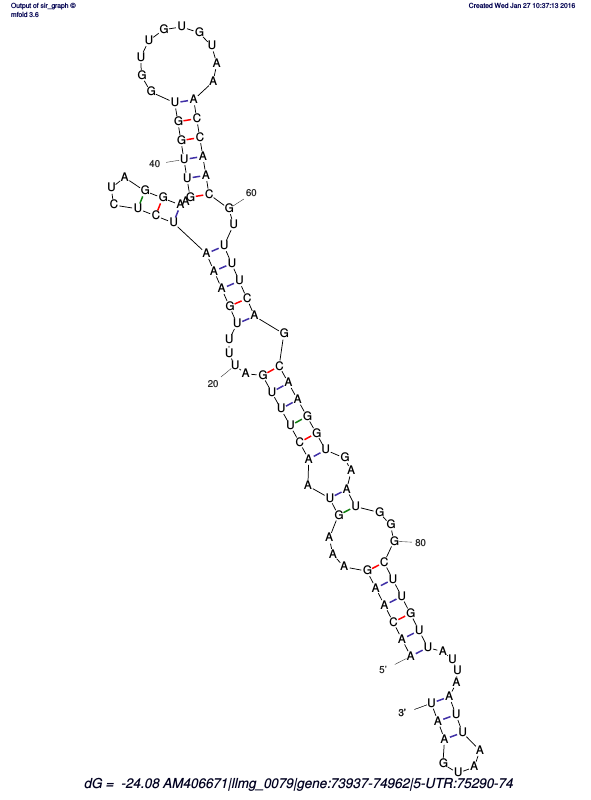 Output of sir_graph ©
mfold 3.6
Created Wed Jan 27 10:37:13 2016
5'
A A C A A G A A A G U A A C U U U G A U
20
U U U G A A A U C U C U A G G A A G U U
40
G G U G G U U G U G U A A A C C A A C G
60
U U U U C A G C A A G G U G A A U G G G
80
C U U G U U A U U A A U U A A U G A A U
3'
dG = -24.08 AM406671|llmg_0079|gene:73937-74962|5-UTR:75290-74